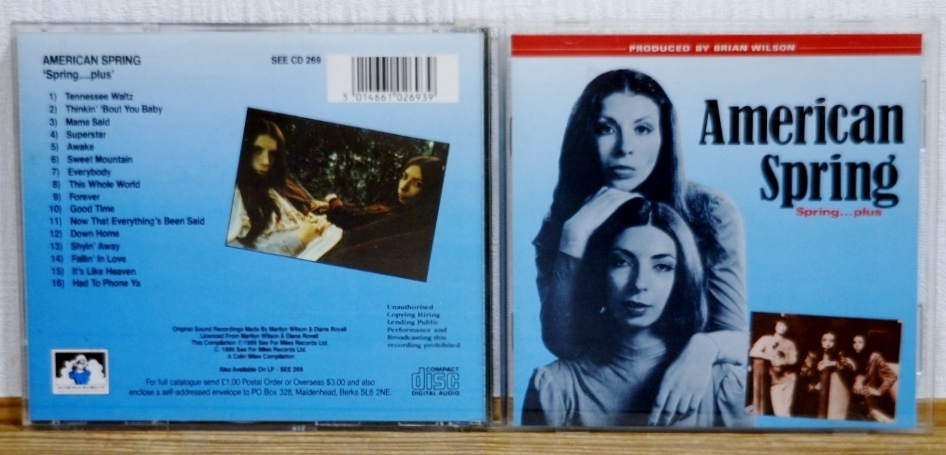 AMERICAN SPRING
'Spring....plus'
SEE CD 269
5 014661 026939
1) Tennessee Waltz
2) Thinkin' 'Bout You Baby
3) Mama Said
4) Superstar
5) Awake
6) Sweet Mountain
7) Everybody
8) This Whole World
9) Forever
10) Good Time
11) Now That Everything's Been Said
12) Down Home
13) Shyin' Away
14) Fallin' In Love
15) It's Like Heaven
16) Had To Phone Ya
Unauthorised
Copying Hiring
Lending Public
Performance and
Broadcasting this
recording prohibited
Original Sound Recordings Made By Marilyn Wilson & Diane Rovell
Licenced From Marilyn Wilson & Diane Rovell
This Compilation ℗ 1989 See For Miles Records Ltd.
© 1989 See For Miles Records Ltd.
A Colin Miles Compilation
Also Available On LP - SEE 269
For full catalogue send £1.00 Postal Order or Overseas $3.00 and also
enclose a self-addressed envelope to PO Box 328, Maidenhead, Berks SL6 2NE.
COMPACT
disc
DIGITAL AUDIO
PRODUCED BY BRIAN WILSON
American
Spring
Spring...plus